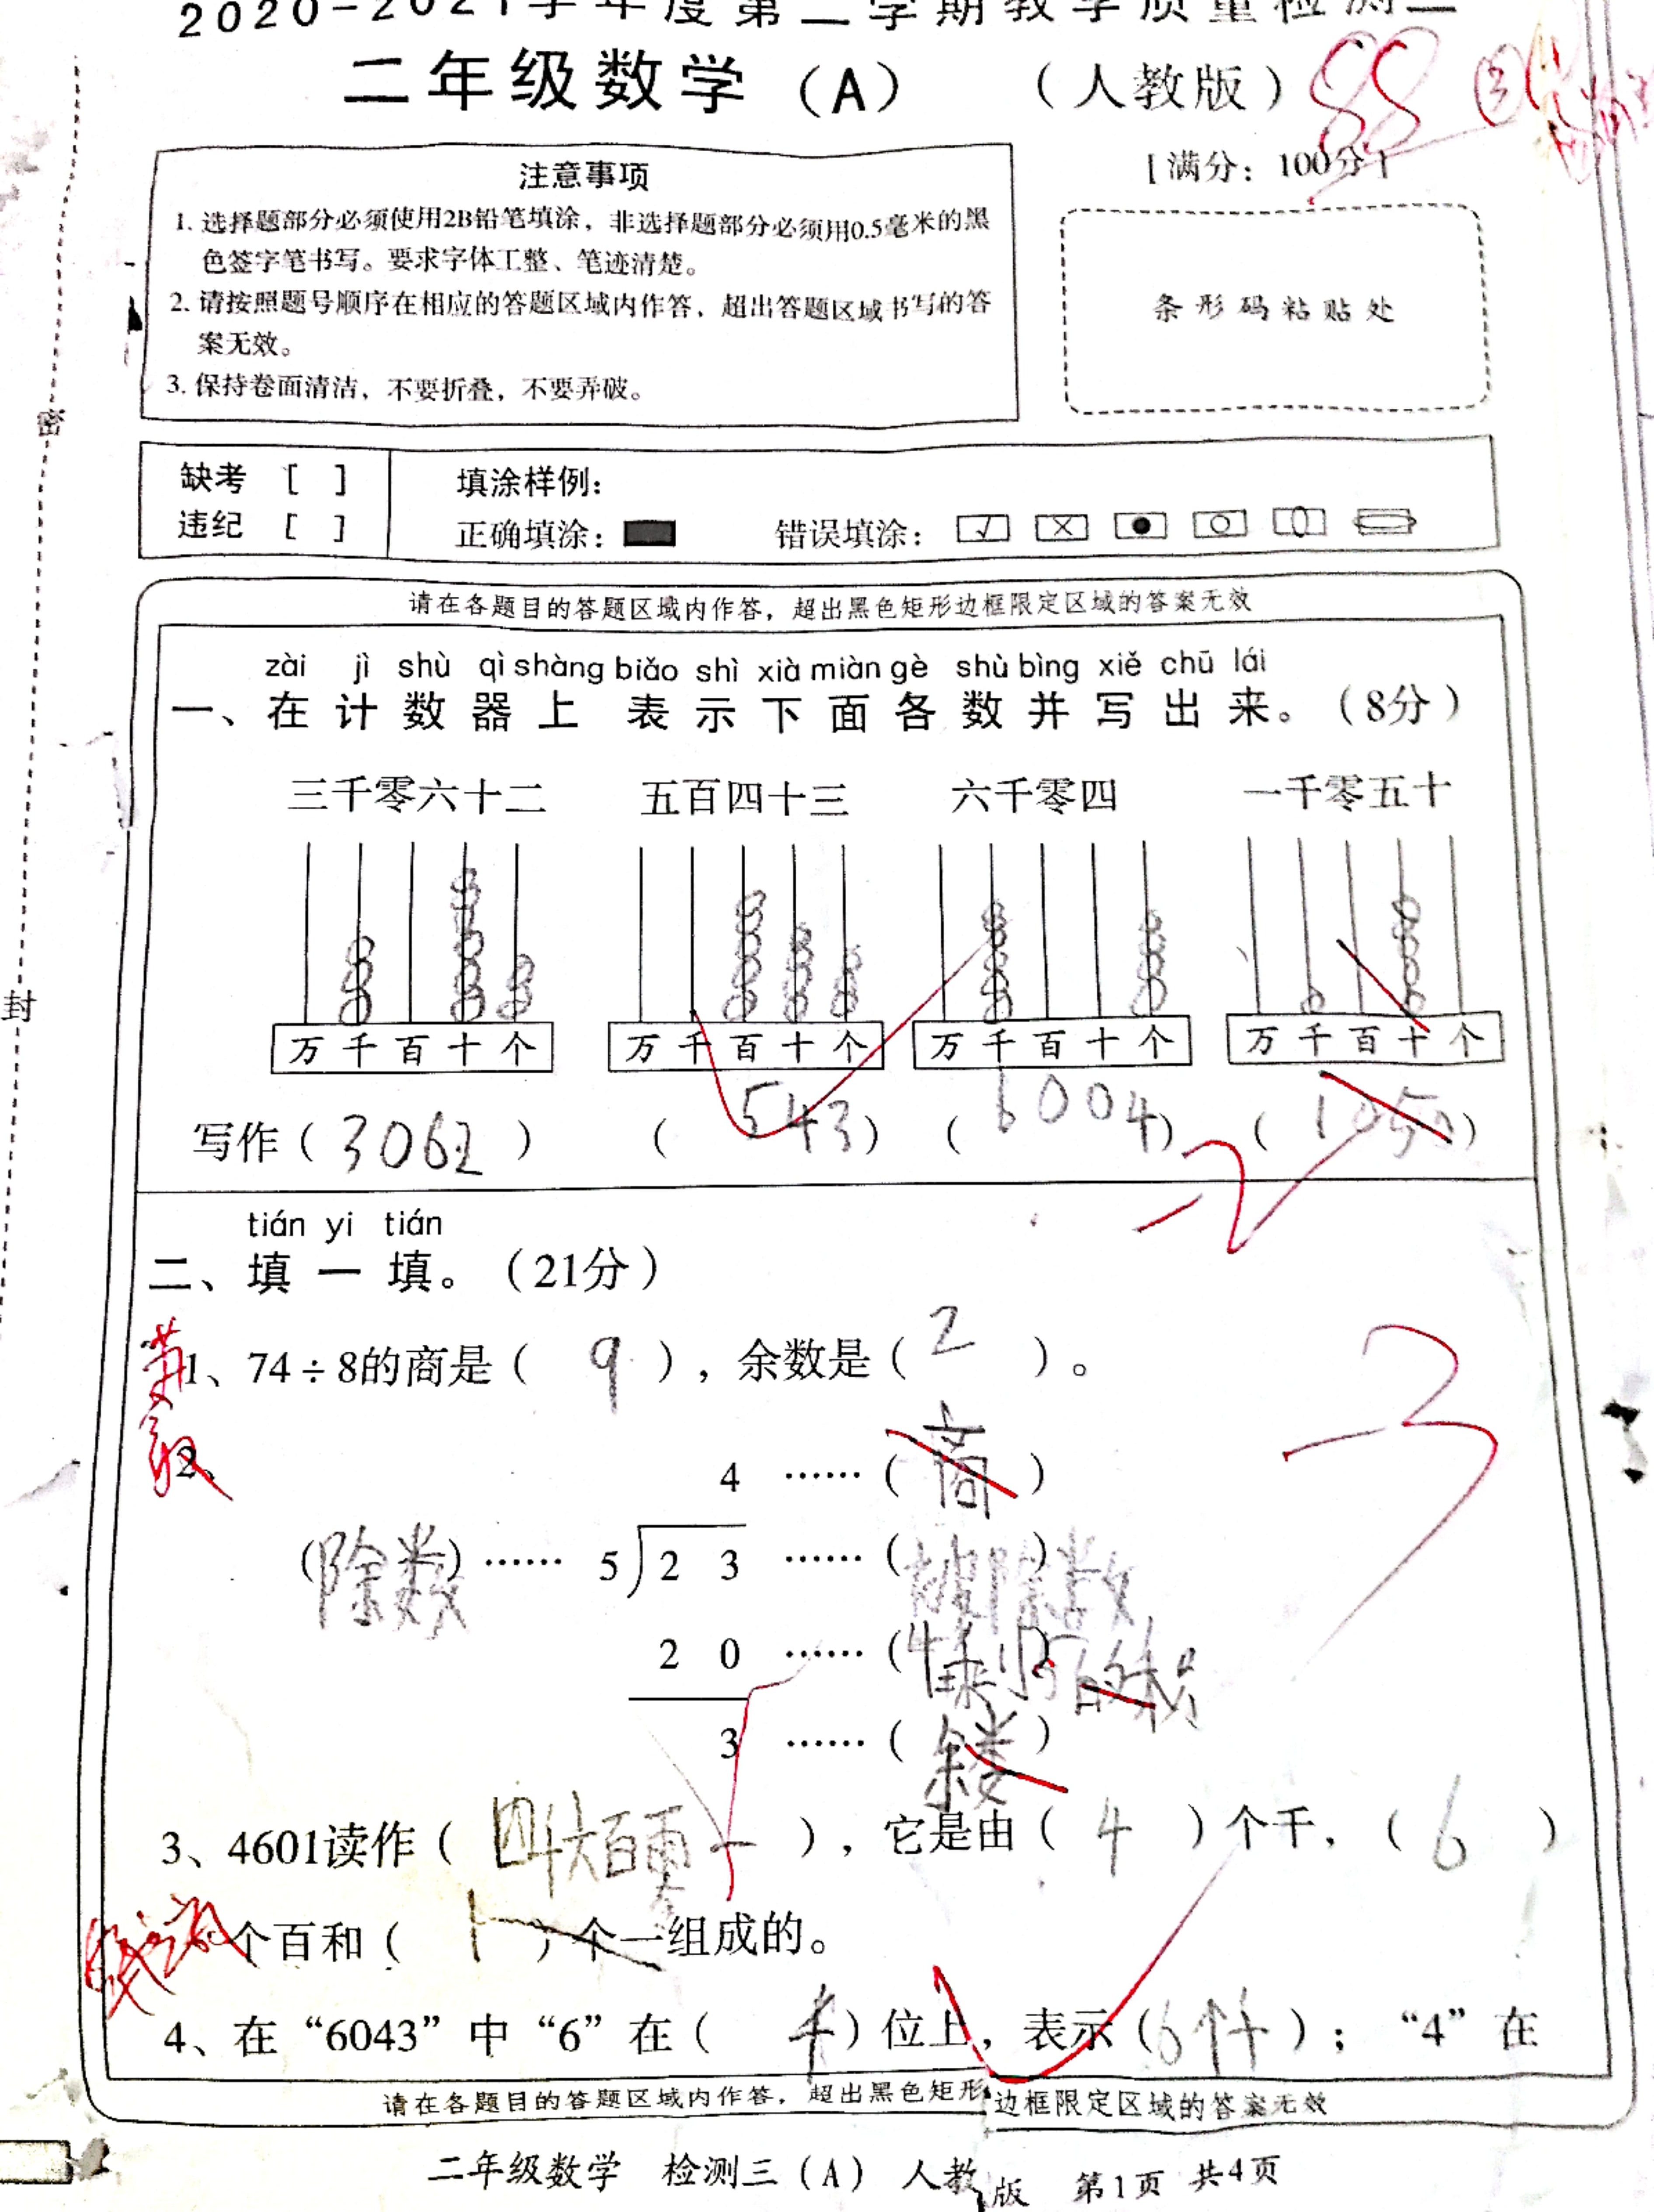 2020-2021学年度第二学期教学质量检测三
二年级数学（A）（人教版）
88
[满分：100分]
注意事项
1. 选择题部分必须使用2B铅笔填涂，非选择题部分必须用0.5毫米的黑
色签字笔书写。要求字体工整、笔迹清楚。
2. 请按照题号顺序在相应的答题区域内作答，超出答题区域书写的答
案无效。
3. 保持卷面清洁，不要折叠，不要弄破。
条形码粘贴处
密
缺考 [ ] 填涂样例：
违纪 [ ] 正确填涂： 错误填涂：
请在各题目的答题区域内作答，超出黑色矩形边框限定区域的答案无效
zài jì shù qì shàng biǎo shì xià miàn gè shù bìng xiě chū lái
一、在计数器上 表示下面各数并写出来。（8分）
三千零六十二 五百四十三 六千零四 一千零五十
封
万千百十个 万千百十个 万千百十个 万千百十个
写作（3062） （543） （6004） （1050）
-2
tián yi tián
二、填一填。（21分）
1、74÷8的商是（ 9 ），余数是（ 2 ）。
-3
2、
4 ……（商）
（除数）…… 5 23 ……（被除数）
20 ……（4乘5的积）
3 ……（余数）
3、4601读作（四千六百零一），它是由（ 4 ）个千，（ 6 ）
个百和（ 1 ）个一组成的。
4、在“6043”中“6”在（ 千 ）位上，表示（6个千）；“4”在
请在各题目的答题区域内作答，超出黑色矩形边框限定区域的答案无效
二年级数学 检测三（A） 人教版 第1页 共4页